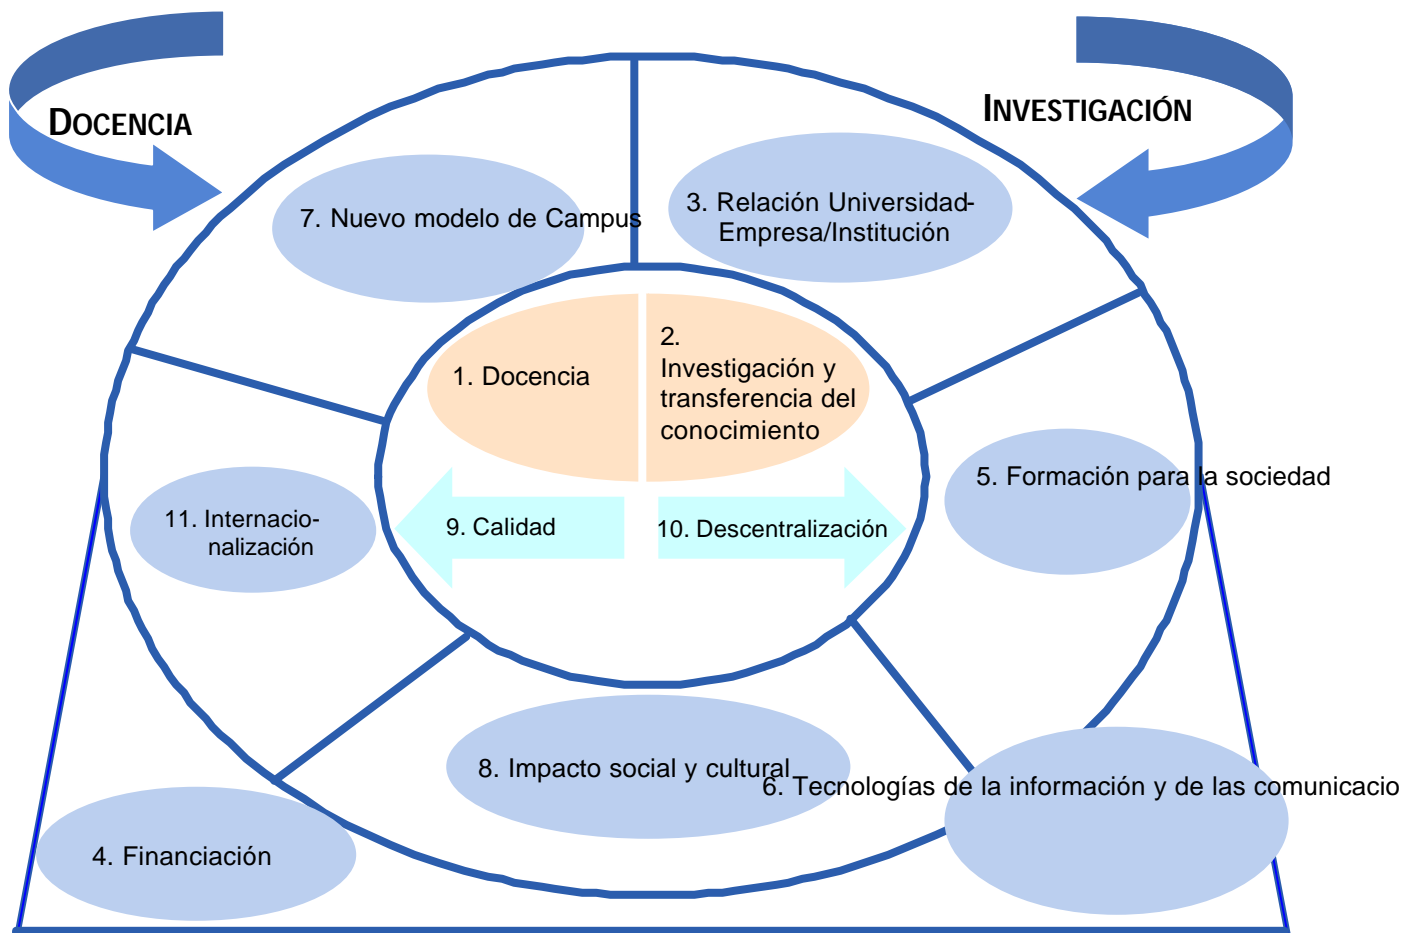 DOCENCIA
INVESTIGACIÓN
7. Nuevo modelo de Campus
3. Relación Universidad-
Empresa/Institución
1. Docencia
2.
Investigación y
transferencia del
conocimiento
5. Formación para la sociedad
11. Internacio-
nalización
9. Calidad
10. Descentralización
8. Impacto social y cultural
6. Tecnologías de la información y de las comunicacio
4. Financiación